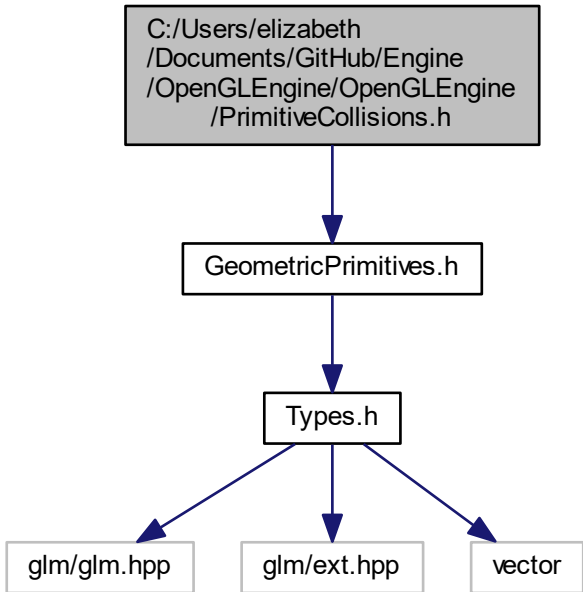 C:/Users/elizabeth
/Documents/GitHub/Engine
/OpenGLEngine/OpenGLEngine
/PrimitiveCollisions.h
GeometricPrimitives.h
Types.h
glm/glm.hpp
glm/ext.hpp
vector